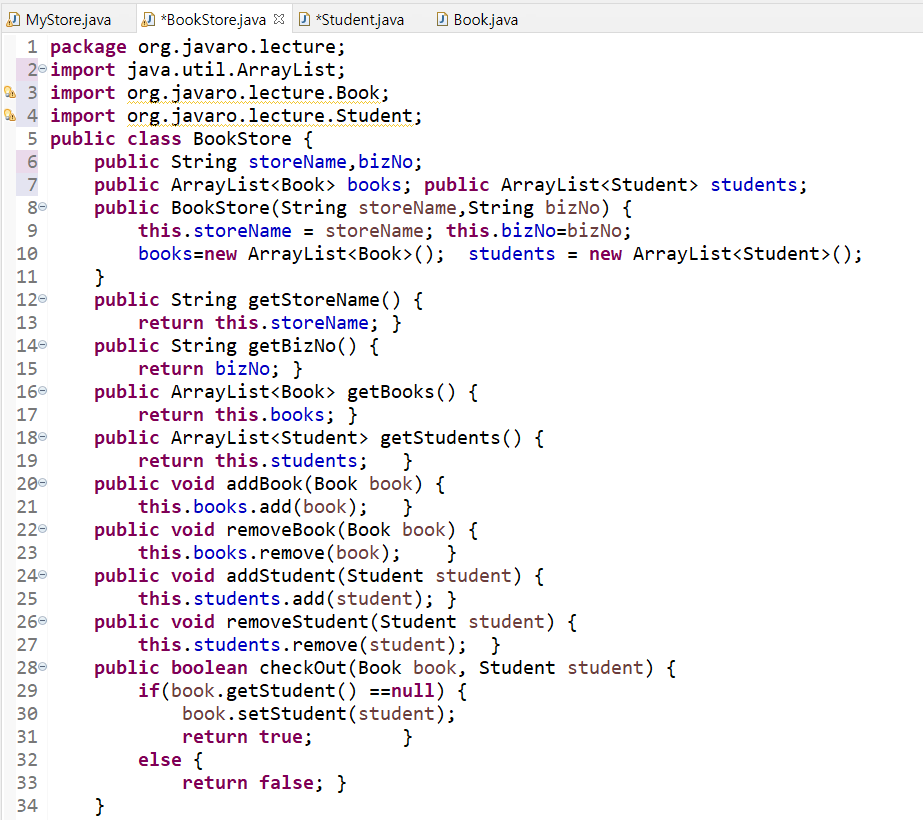 MyStore.java *BookStore.java *Student.java Book.java
1 package org.javaro.lecture;
2 import java.util.ArrayList;
3 import org.javaro.lecture.Book;
4 import org.javaro.lecture.Student;
5 public class BookStore {
6     public String storeName,bizNo;
7     public ArrayList<Book> books; public ArrayList<Student> students;
8     public BookStore(String storeName,String bizNo) {
9         this.storeName = storeName; this.bizNo=bizNo;
10         books=new ArrayList<Book>();  students = new ArrayList<Student>();
11     }
12     public String getStoreName() {
13         return this.storeName; }
14     public String getBizNo() {
15         return bizNo; }
16     public ArrayList<Book> getBooks() {
17         return this.books; }
18     public ArrayList<Student> getStudents() {
19         return this.students;   }
20     public void addBook(Book book) {
21         this.books.add(book);   }
22     public void removeBook(Book book) {
23         this.books.remove(book);    }
24     public void addStudent(Student student) {
25         this.students.add(student); }
26     public void removeStudent(Student student) {
27         this.students.remove(student);  }
28     public boolean checkOut(Book book, Student student) {
29         if(book.getStudent() ==null) {
30             book.setStudent(student);
31             return true;        }
32         else {
33             return false; }
34     }